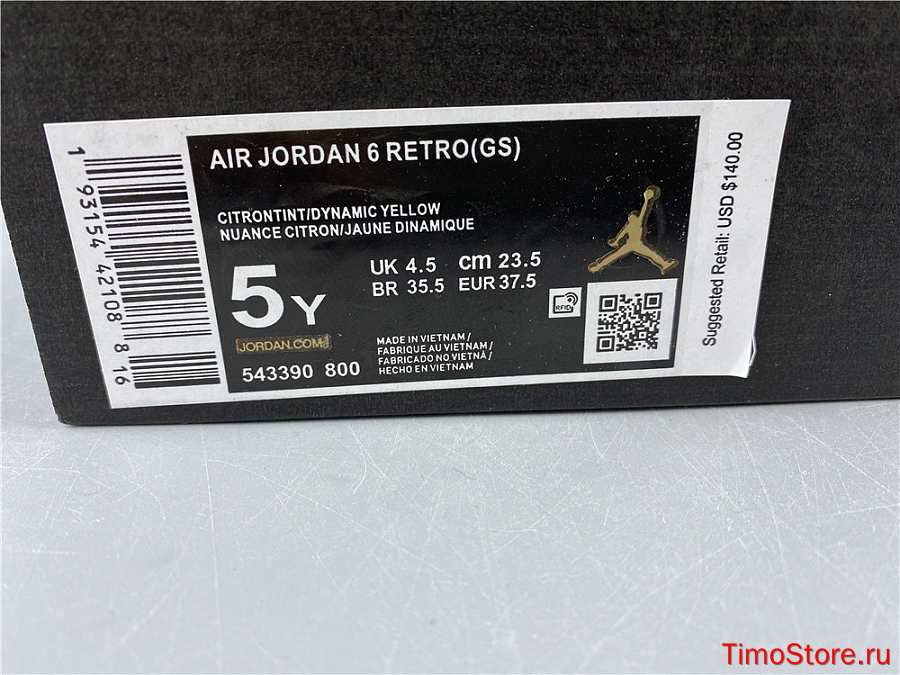 AIR JORDAN 6 RETRO(GS)
CITRONTINT/DYNAMIC YELLOW
NUANCE CITRON/JAUNE DINAMIQUE
5Y
UK 4.5 cm 23.5
BR 35.5 EUR 37.5
RFID
JORDAN.COM
543390 800
MADE IN VIETNAM/
FABRIQUE AU VIETNAM/
FABRICADO NO VIETNÃ/
HECHO EN VIETNAM
1 93154 42108 8 16
Suggested Retail: USD $140.00
TimoStore.ru